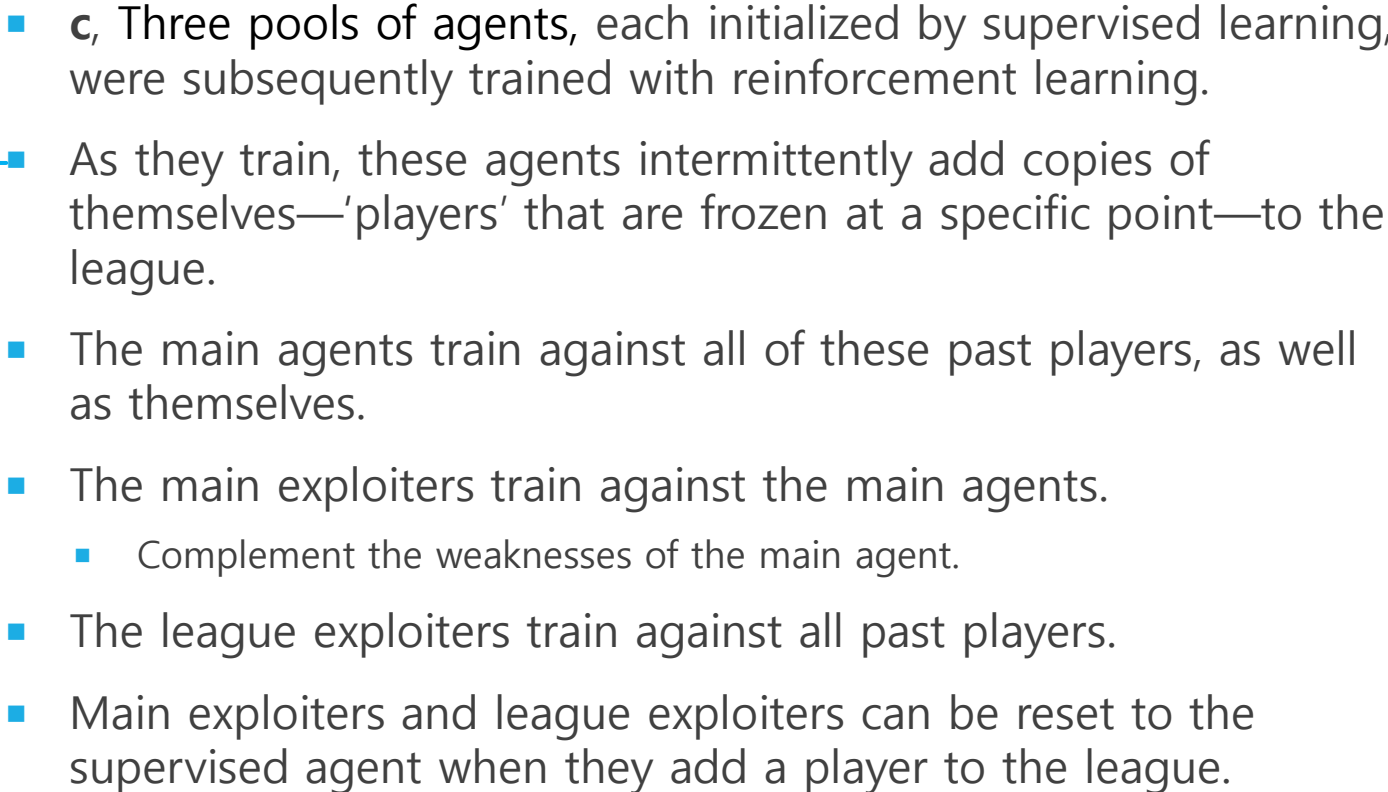 c, Three pools of agents, each initialized by supervised learning,
were subsequently trained with reinforcement learning.
As they train, these agents intermittently add copies of
themselves—‘players’ that are frozen at a specific point—to the
league.
The main agents train against all of these past players, as well
as themselves.
The main exploiters train against the main agents.
Complement the weaknesses of the main agent.
The league exploiters train against all past players.
Main exploiters and league exploiters can be reset to the
supervised agent when they add a player to the league.